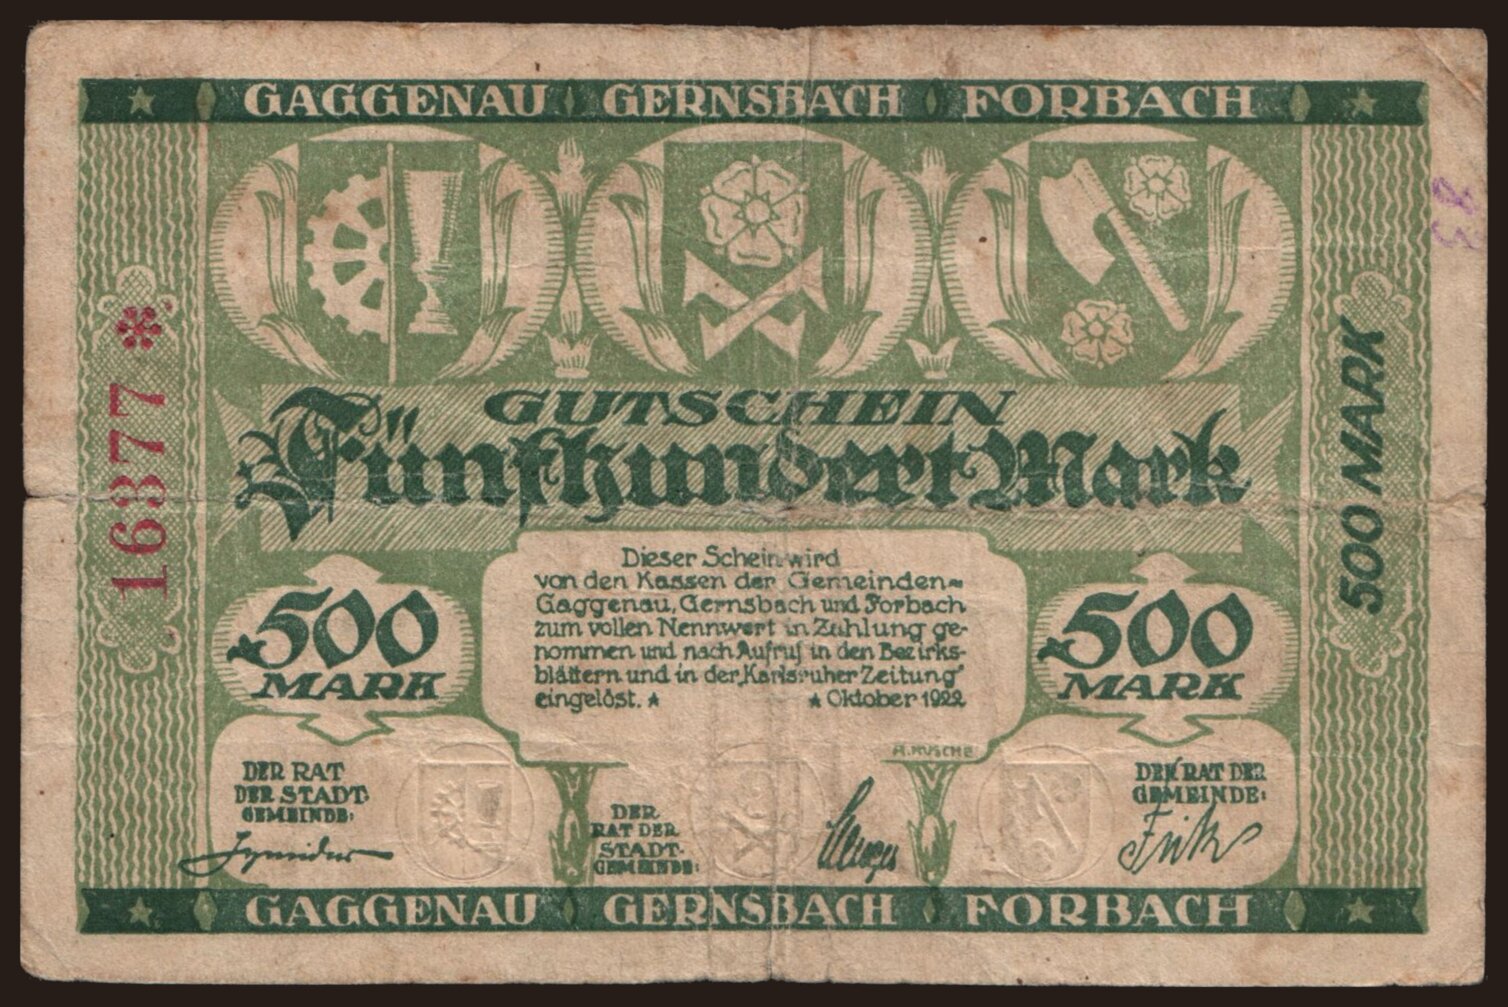 GAGGENAU GERNSBACH FORBACH
16377 *
23
500 MARK
GUTSCHEIN
Fünfhundert Mark
Dieser Schein wird
von den Kassen der Gemeinden=
Gaggenau, Gernsbach und Forbach
zum vollen Nennwert in Zahlung ge-
nommen und nach Aufruf in den Bezirks-
blättern und in der „Karlsruher Zeitung“
eingelöst. ★ ★ Oktober 1922
500
MARK
500
MARK
A. KUSCHE
DER RAT
DER STADT-
GEMEINDE:
DER
RAT DER
STADT-
GEMEINDE:
DER RAT DER
GEMEINDE:
GAGGENAU GERNSBACH FORBACH